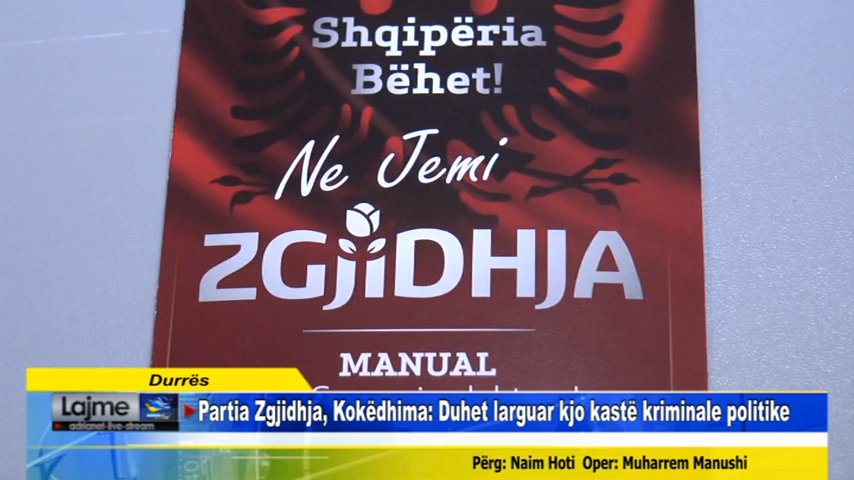 Shqipëria
Bëhet!
Ne Jemi
ZGJIDHJA
MANUAL
Durrës
Lajme
adrianet-live-stream
Partia Zgjidhja, Kokëdhima: Duhet larguar kjo kastë kriminale politike
Përg: Naim Hoti Oper: Muharrem Manushi